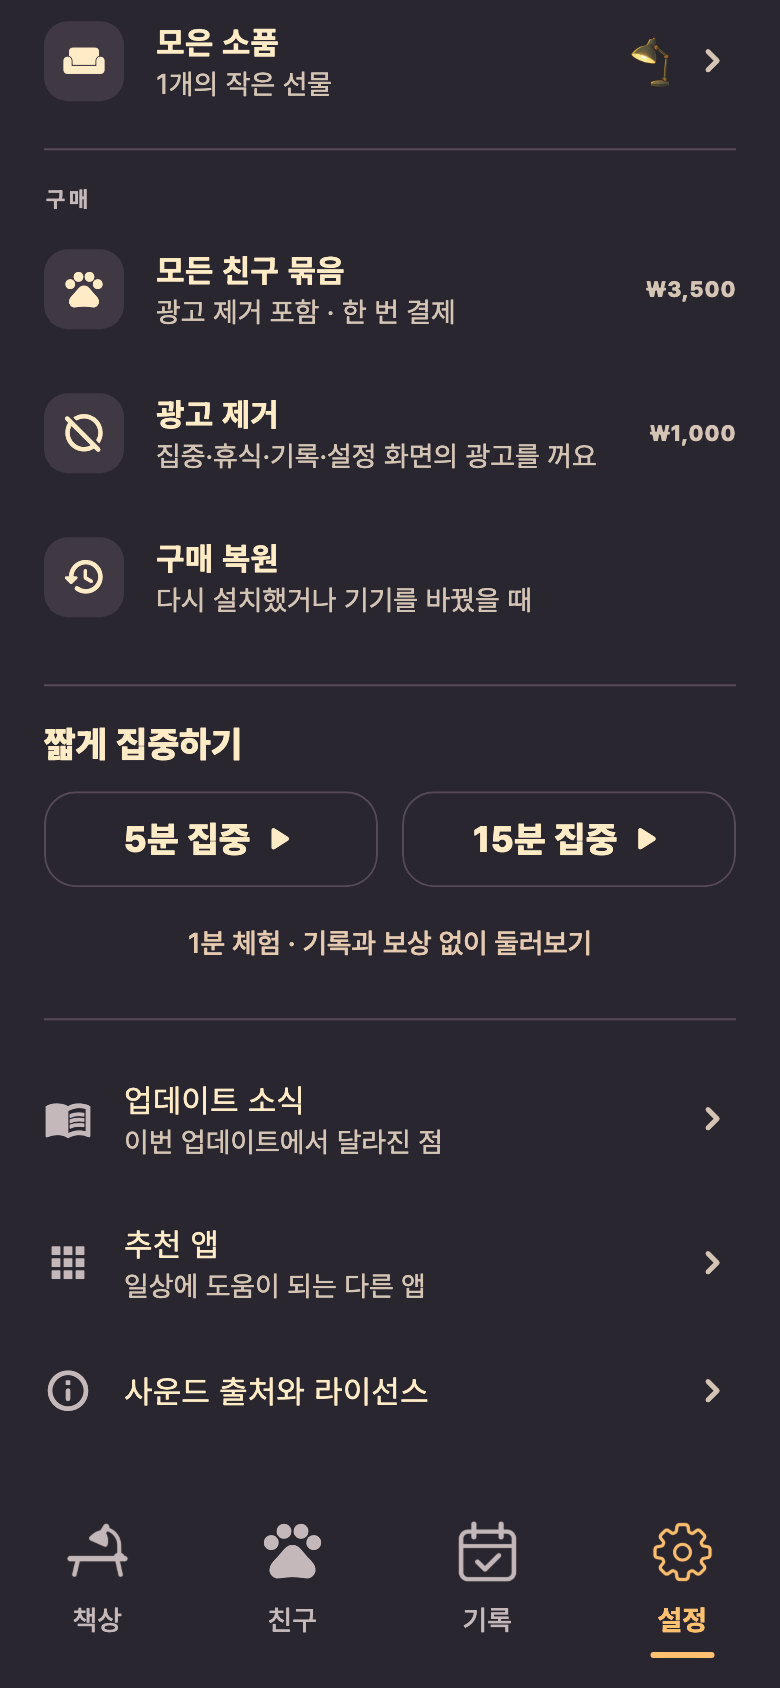 모은 소품
1개의 작은 선물
구매
모든 친구 묶음
광고 제거 포함 · 한 번 결제
₩3,500
광고 제거
집중·휴식·기록·설정 화면의 광고를 꺼요
₩1,000
구매 복원
다시 설치했거나 기기를 바꿨을 때
짧게 집중하기
5분 집중
15분 집중
1분 체험 · 기록과 보상 없이 둘러보기
업데이트 소식
이번 업데이트에서 달라진 점
추천 앱
일상에 도움이 되는 다른 앱
사운드 출처와 라이선스
책상
친구
기록
설정